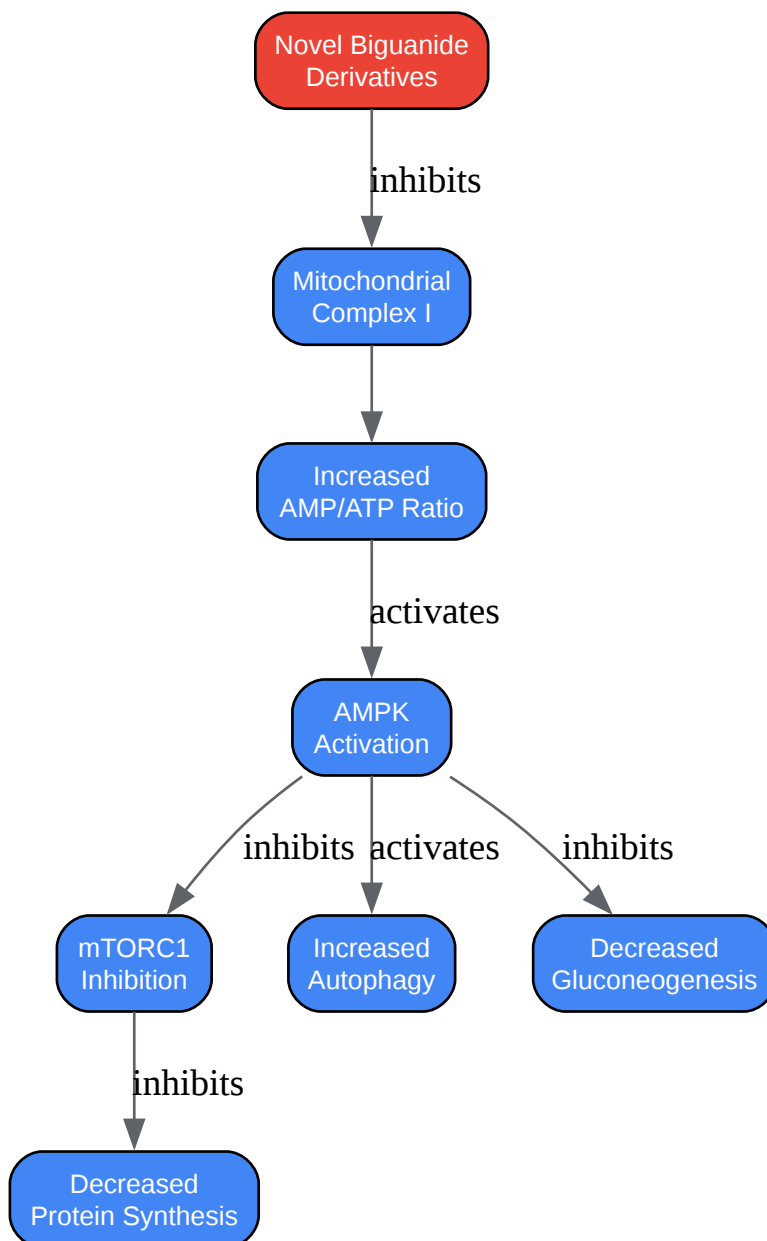 Novel Biguanide
Derivatives
inhibits
Mitochondrial
Complex I
Increased
AMP/ATP Ratio
activates
AMPK
Activation
inhibits
activates
inhibits
mTORC1
Inhibition
Increased
Autophagy
Decreased
Gluconeogenesis
inhibits
Decreased
Protein Synthesis